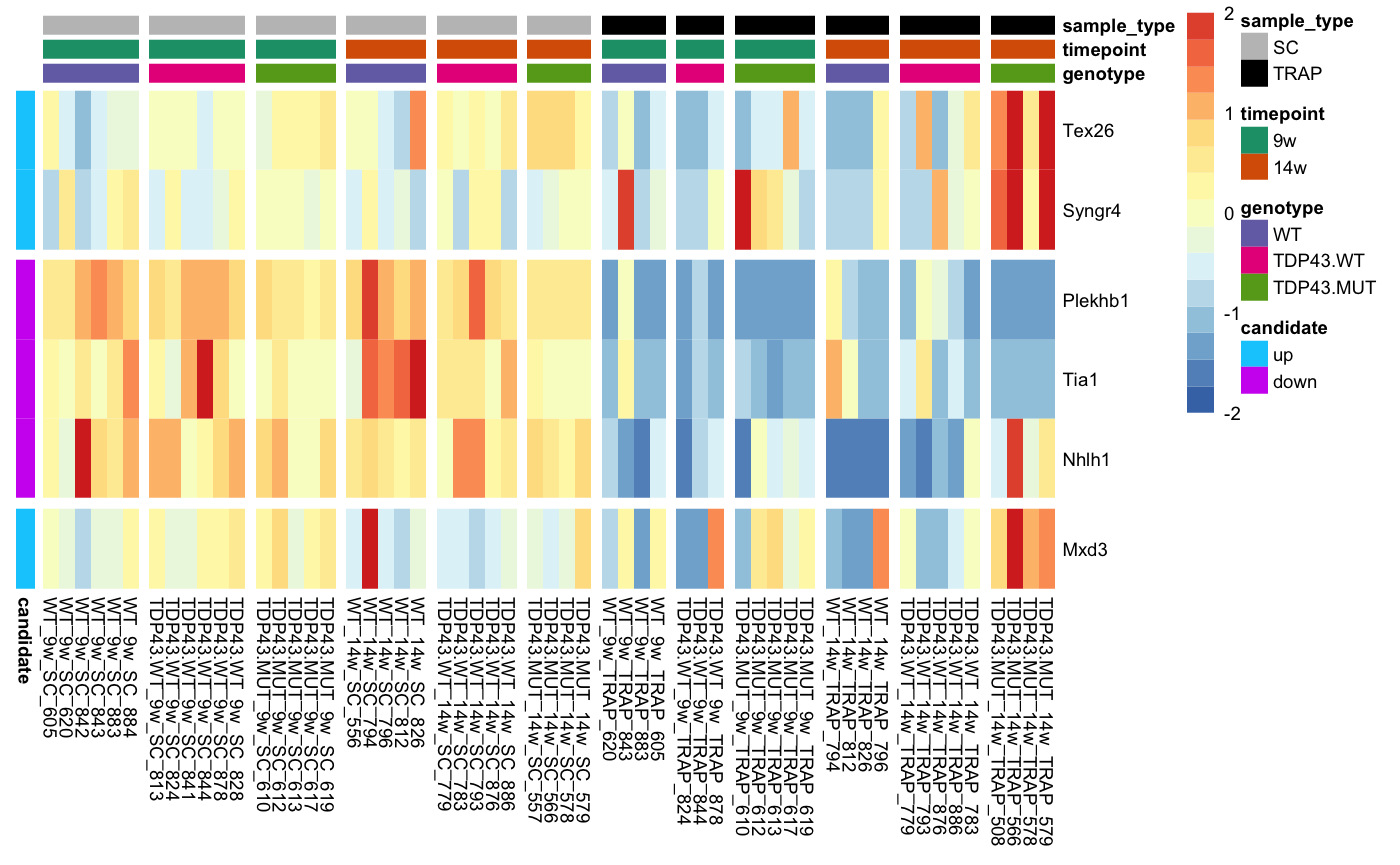 sample_type
timepoint
genotype
Tex26
Syngr4
Plekhb1
Tia1
Nhlh1
Mxd3
candidate
WT_9w_SC_605
WT_9w_SC_620
WT_9w_SC_842
WT_9w_SC_843
WT_9w_SC_883
WT_9w_SC_884
TDP43.WT_9w_SC_813
TDP43.WT_9w_SC_824
TDP43.WT_9w_SC_841
TDP43.WT_9w_SC_844
TDP43.WT_9w_SC_878
TDP43.WT_9w_SC_828
TDP43.MUT_9w_SC_610
TDP43.MUT_9w_SC_612
TDP43.MUT_9w_SC_613
TDP43.MUT_9w_SC_617
TDP43.MUT_9w_SC_619
WT_14w_SC_556
WT_14w_SC_794
WT_14w_SC_796
WT_14w_SC_812
WT_14w_SC_826
TDP43.WT_14w_SC_779
TDP43.WT_14w_SC_783
TDP43.WT_14w_SC_793
TDP43.WT_14w_SC_876
TDP43.WT_14w_SC_886
TDP43.MUT_14w_SC_557
TDP43.MUT_14w_SC_566
TDP43.MUT_14w_SC_578
TDP43.MUT_14w_SC_579
WT_9w_TRAP_620
WT_9w_TRAP_843
WT_9w_TRAP_883
WT_9w_TRAP_605
TDP43.WT_9w_TRAP_824
TDP43.WT_9w_TRAP_844
TDP43.WT_9w_TRAP_878
TDP43.MUT_9w_TRAP_610
TDP43.MUT_9w_TRAP_612
TDP43.MUT_9w_TRAP_613
TDP43.MUT_9w_TRAP_617
TDP43.MUT_9w_TRAP_619
WT_14w_TRAP_794
WT_14w_TRAP_812
WT_14w_TRAP_826
WT_14w_TRAP_796
TDP43.WT_14w_TRAP_779
TDP43.WT_14w_TRAP_793
TDP43.WT_14w_TRAP_876
TDP43.WT_14w_TRAP_886
TDP43.WT_14w_TRAP_783
TDP43.MUT_14w_TRAP_508
TDP43.MUT_14w_TRAP_566
TDP43.MUT_14w_TRAP_578
TDP43.MUT_14w_TRAP_579
2
1
0
-1
-2
sample_type
SC
TRAP
timepoint
9w
14w
genotype
WT
TDP43.WT
TDP43.MUT
candidate
up
down